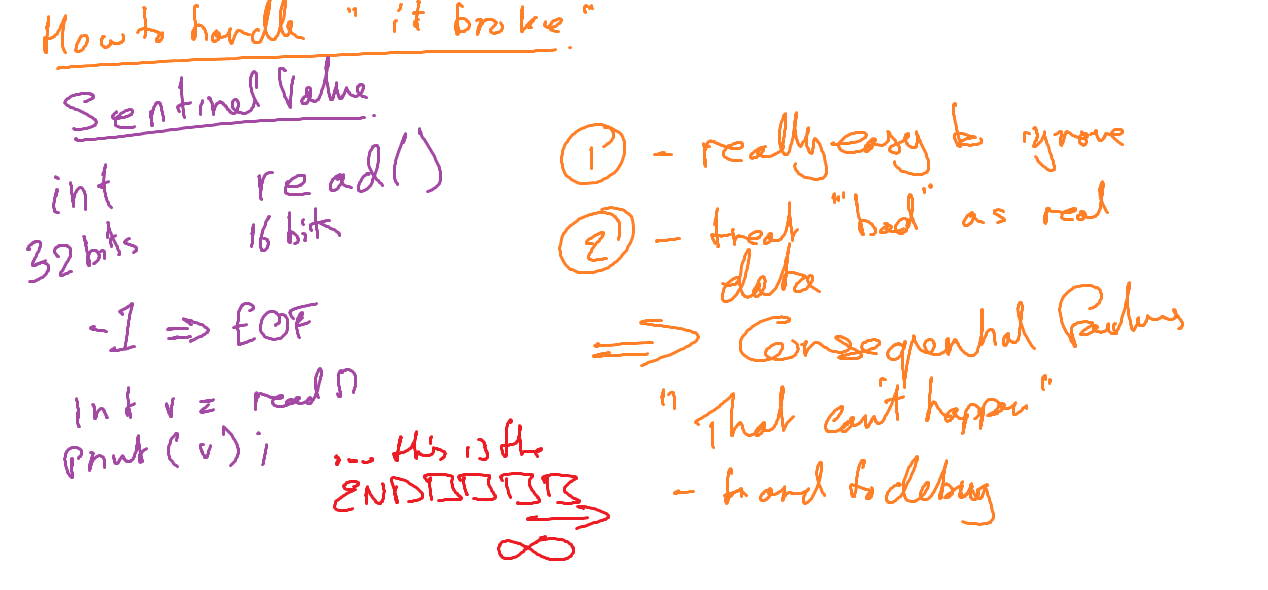 How to handle "it broke"
Sentinel Value
int read()
32 bits 16 bits
-1 ⇒ EOF
Int v = read()
print(v);
... this is the
END
∞
① - really easy to ignore
② - treat "bad" as real
data
⇒ Consequential Failures
"That can't happen"
- hard to debug